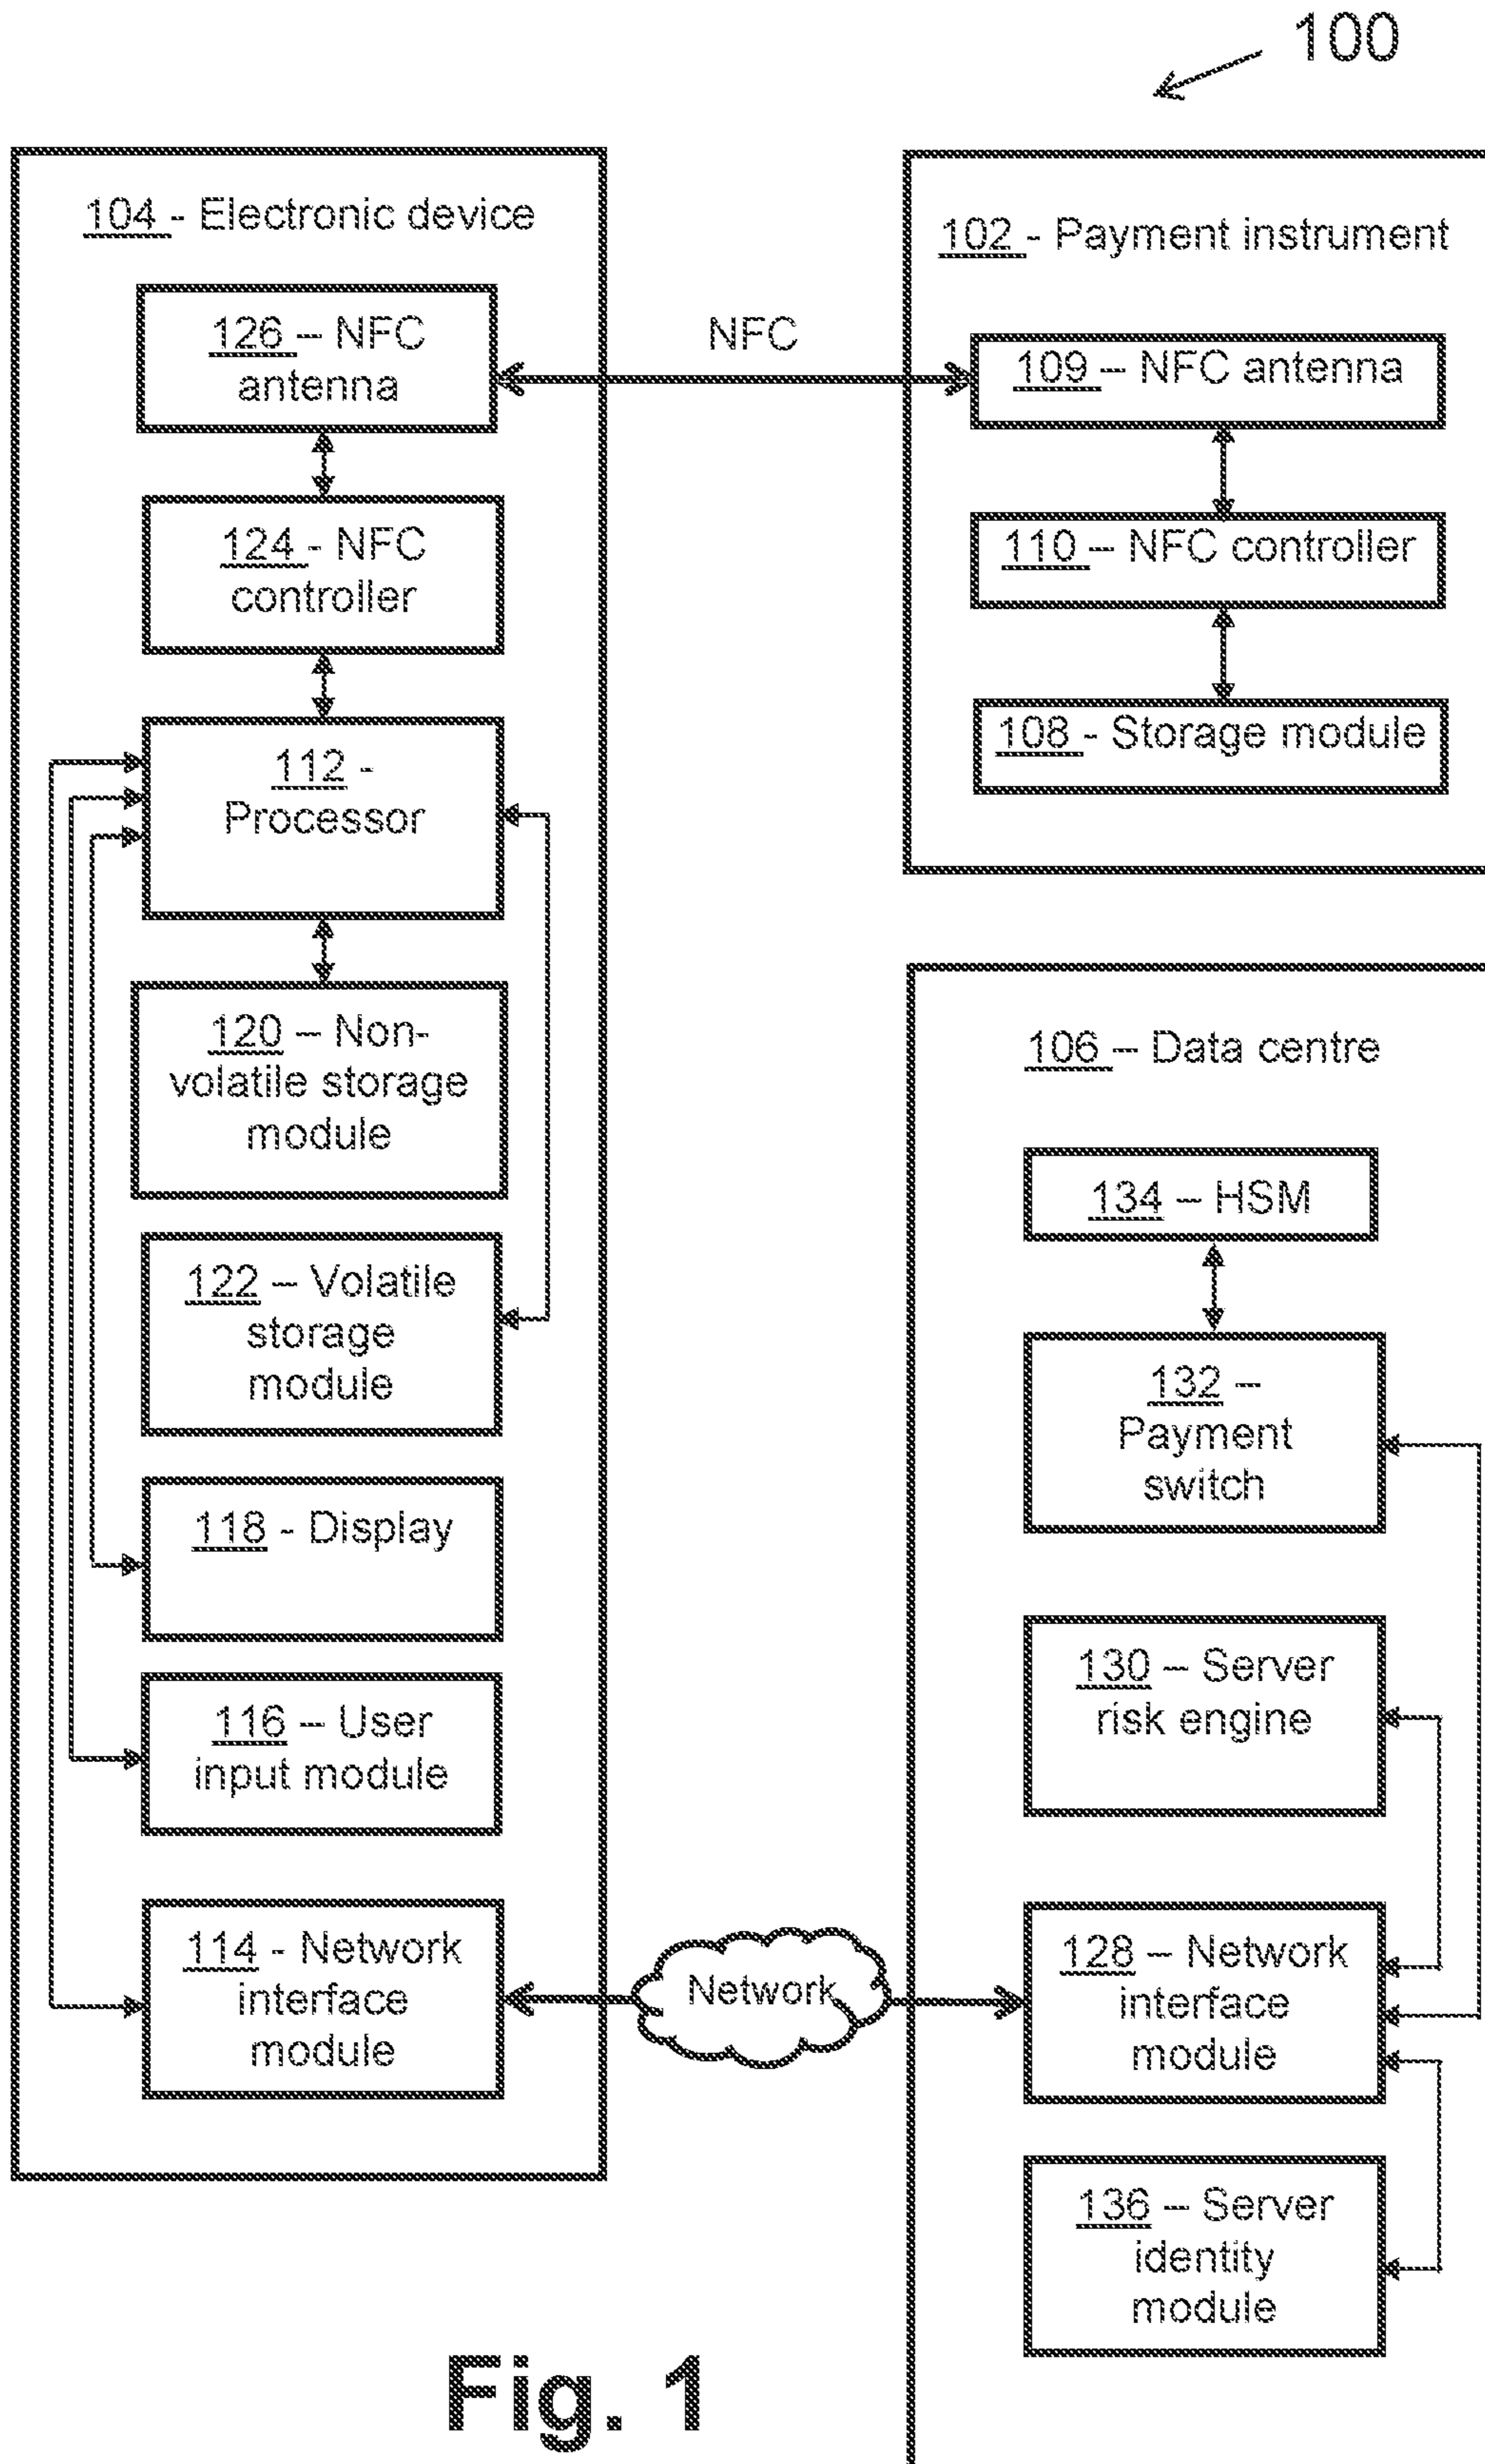 100
104 - Electronic device
126 – NFC
antenna
124 - NFC
controller
112 -
Processor
120 – Non-
volatile storage
module
122 – Volatile
storage
module
118 - Display
116 – User
input module
114 - Network
interface
module
NFC
Network
102 - Payment instrument
109 – NFC antenna
110 – NFC controller
108 - Storage module
106 – Data centre
134 – HSM
132 –
Payment
switch
130 – Server
risk engine
128 – Network
interface
module
136 – Server
identity
module
Fig. 1